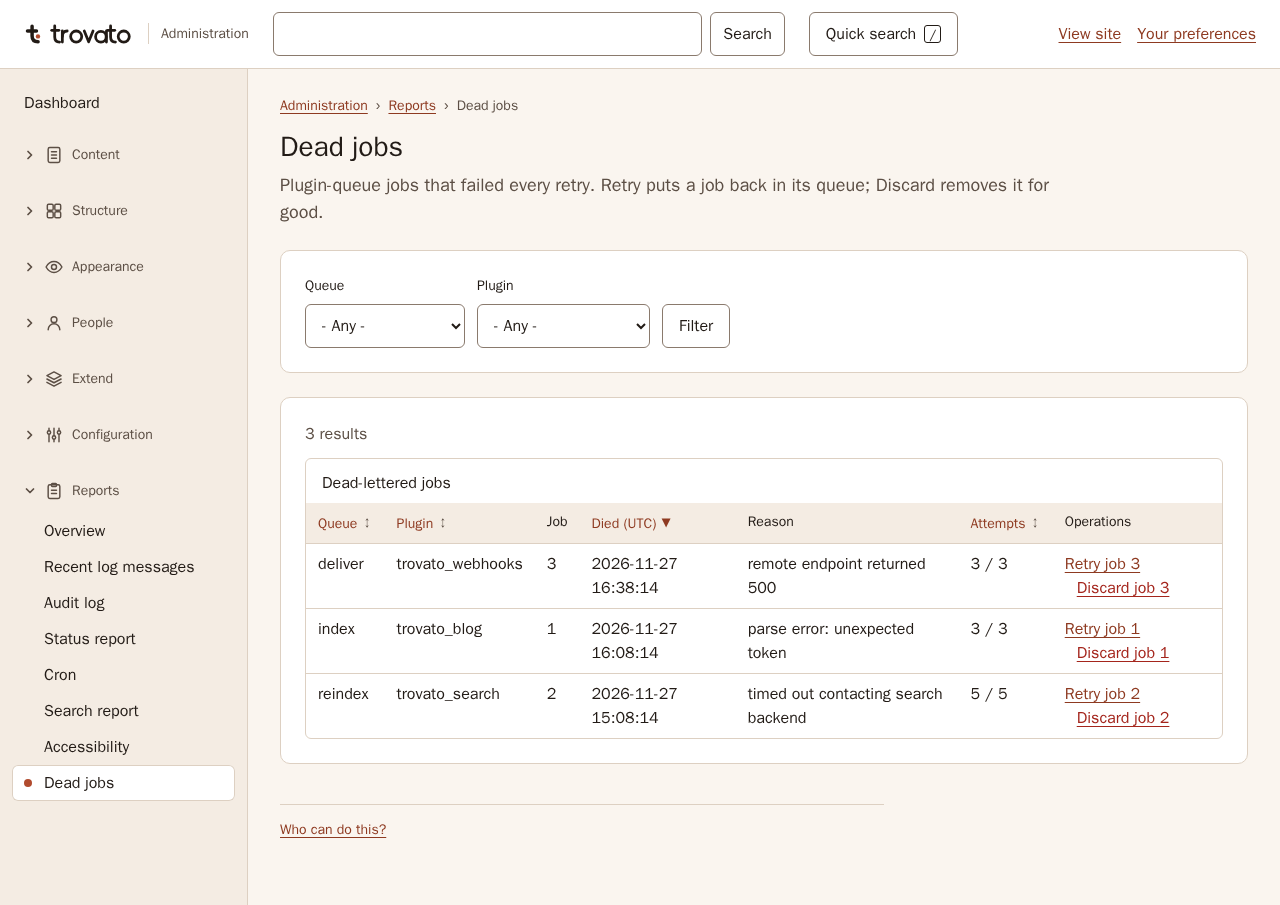 trovato
Administration
Search
Quick search /
View site
Your preferences
Dashboard
Content
Structure
Appearance
People
Extend
Configuration
Reports
Overview
Recent log messages
Audit log
Status report
Cron
Search report
Accessibility
Dead jobs
Administration › Reports › Dead jobs
Dead jobs
Plugin-queue jobs that failed every retry. Retry puts a job back in its queue; Discard removes it for
good.
Queue Plugin
- Any - - Any - Filter
3 results
Dead-lettered jobs
Queue ↕ Plugin ↕ Job Died (UTC) ▼ Reason Attempts ↕ Operations
deliver trovato_webhooks 3 2026-11-27 remote endpoint returned 3 / 3 Retry job 3
16:38:14 500 Discard job 3
index trovato_blog 1 2026-11-27 parse error: unexpected 3 / 3 Retry job 1
16:08:14 token Discard job 1
reindex trovato_search 2 2026-11-27 timed out contacting search 5 / 5 Retry job 2
15:08:14 backend Discard job 2
Who can do this?